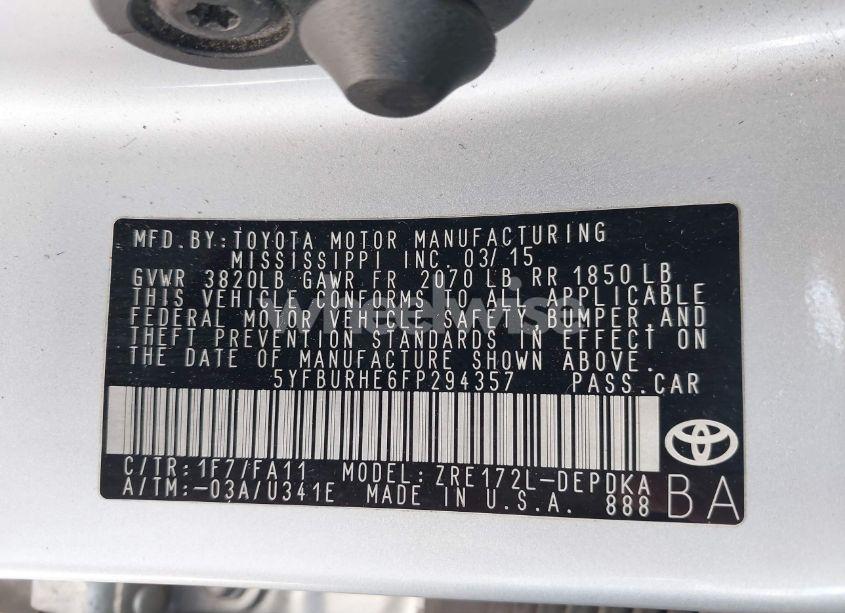 MFD.BY:TOYOTA MOTOR MANUFACTURING
MISSISSIPPI INC. 03/15
GVWR 3820LB GAWR FR 2070 LB RR 1850LB
THIS VEHICLE CONFORMS TO ALL APPLICABLE
FEDERAL MOTOR VEHICLE SAFETY,BUMPER,AND
THEFT PREVENTION STANDARDS IN EFFECT ON
THE DATE OF MANUFACTURE SHOWN ABOVE.
5YFBURHE6FP294357 PASS.CAR
C/TR:1F7/FA11 MODEL:ZRE172L-DEPDKA
A/TM:-03A/U341E MADE IN U.S.A. 888 BA
wheelwise